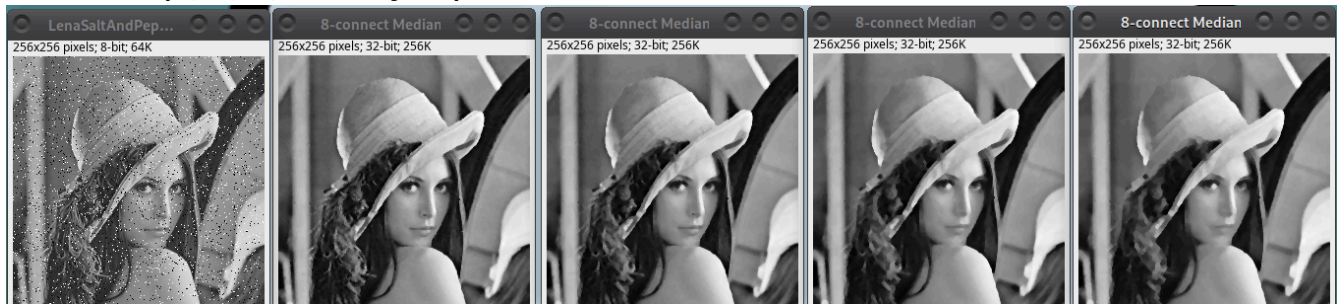 LenaSaltAndPep...
256x256 pixels; 8-bit; 64K
8-connect Median
256x256 pixels; 32-bit; 256K
8-connect Median
256x256 pixels; 32-bit; 256K
8-connect Median
256x256 pixels; 32-bit; 256K
8-connect Median
256x256 pixels; 32-bit; 256K